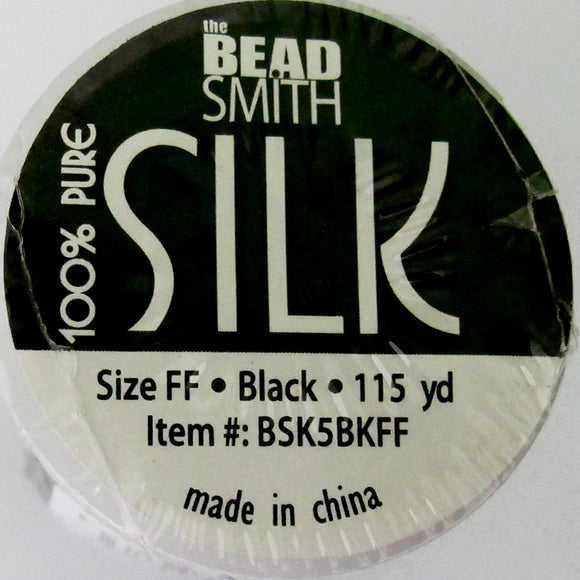 the
BEAD
SMITH
100% PURE
SILK
Size FF • Black • 115 yd
Item #: BSK5BKFF
made in china